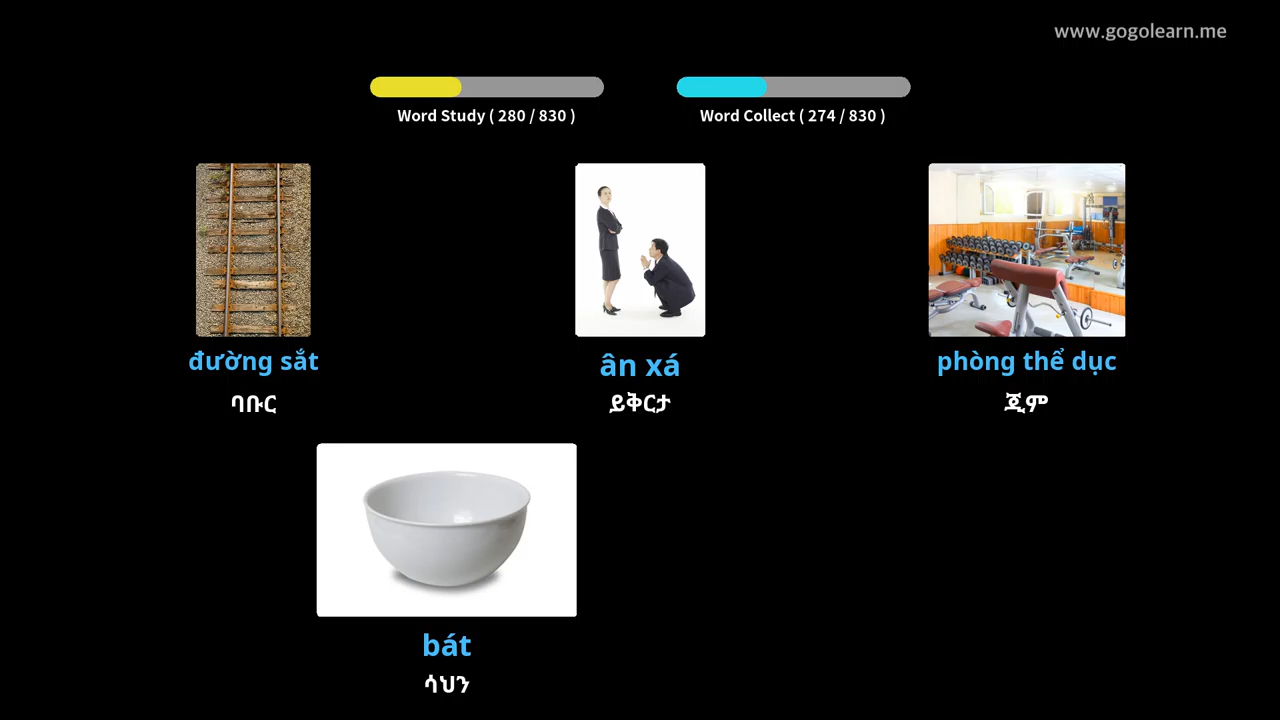 www.gogolearn.me
Word Study ( 280 / 830 )
Word Collect ( 274 / 830 )
đường sắt
ân xá
phòng thể dục
ባቡር
ይቅርታ
ጂም
bát
ሳህን